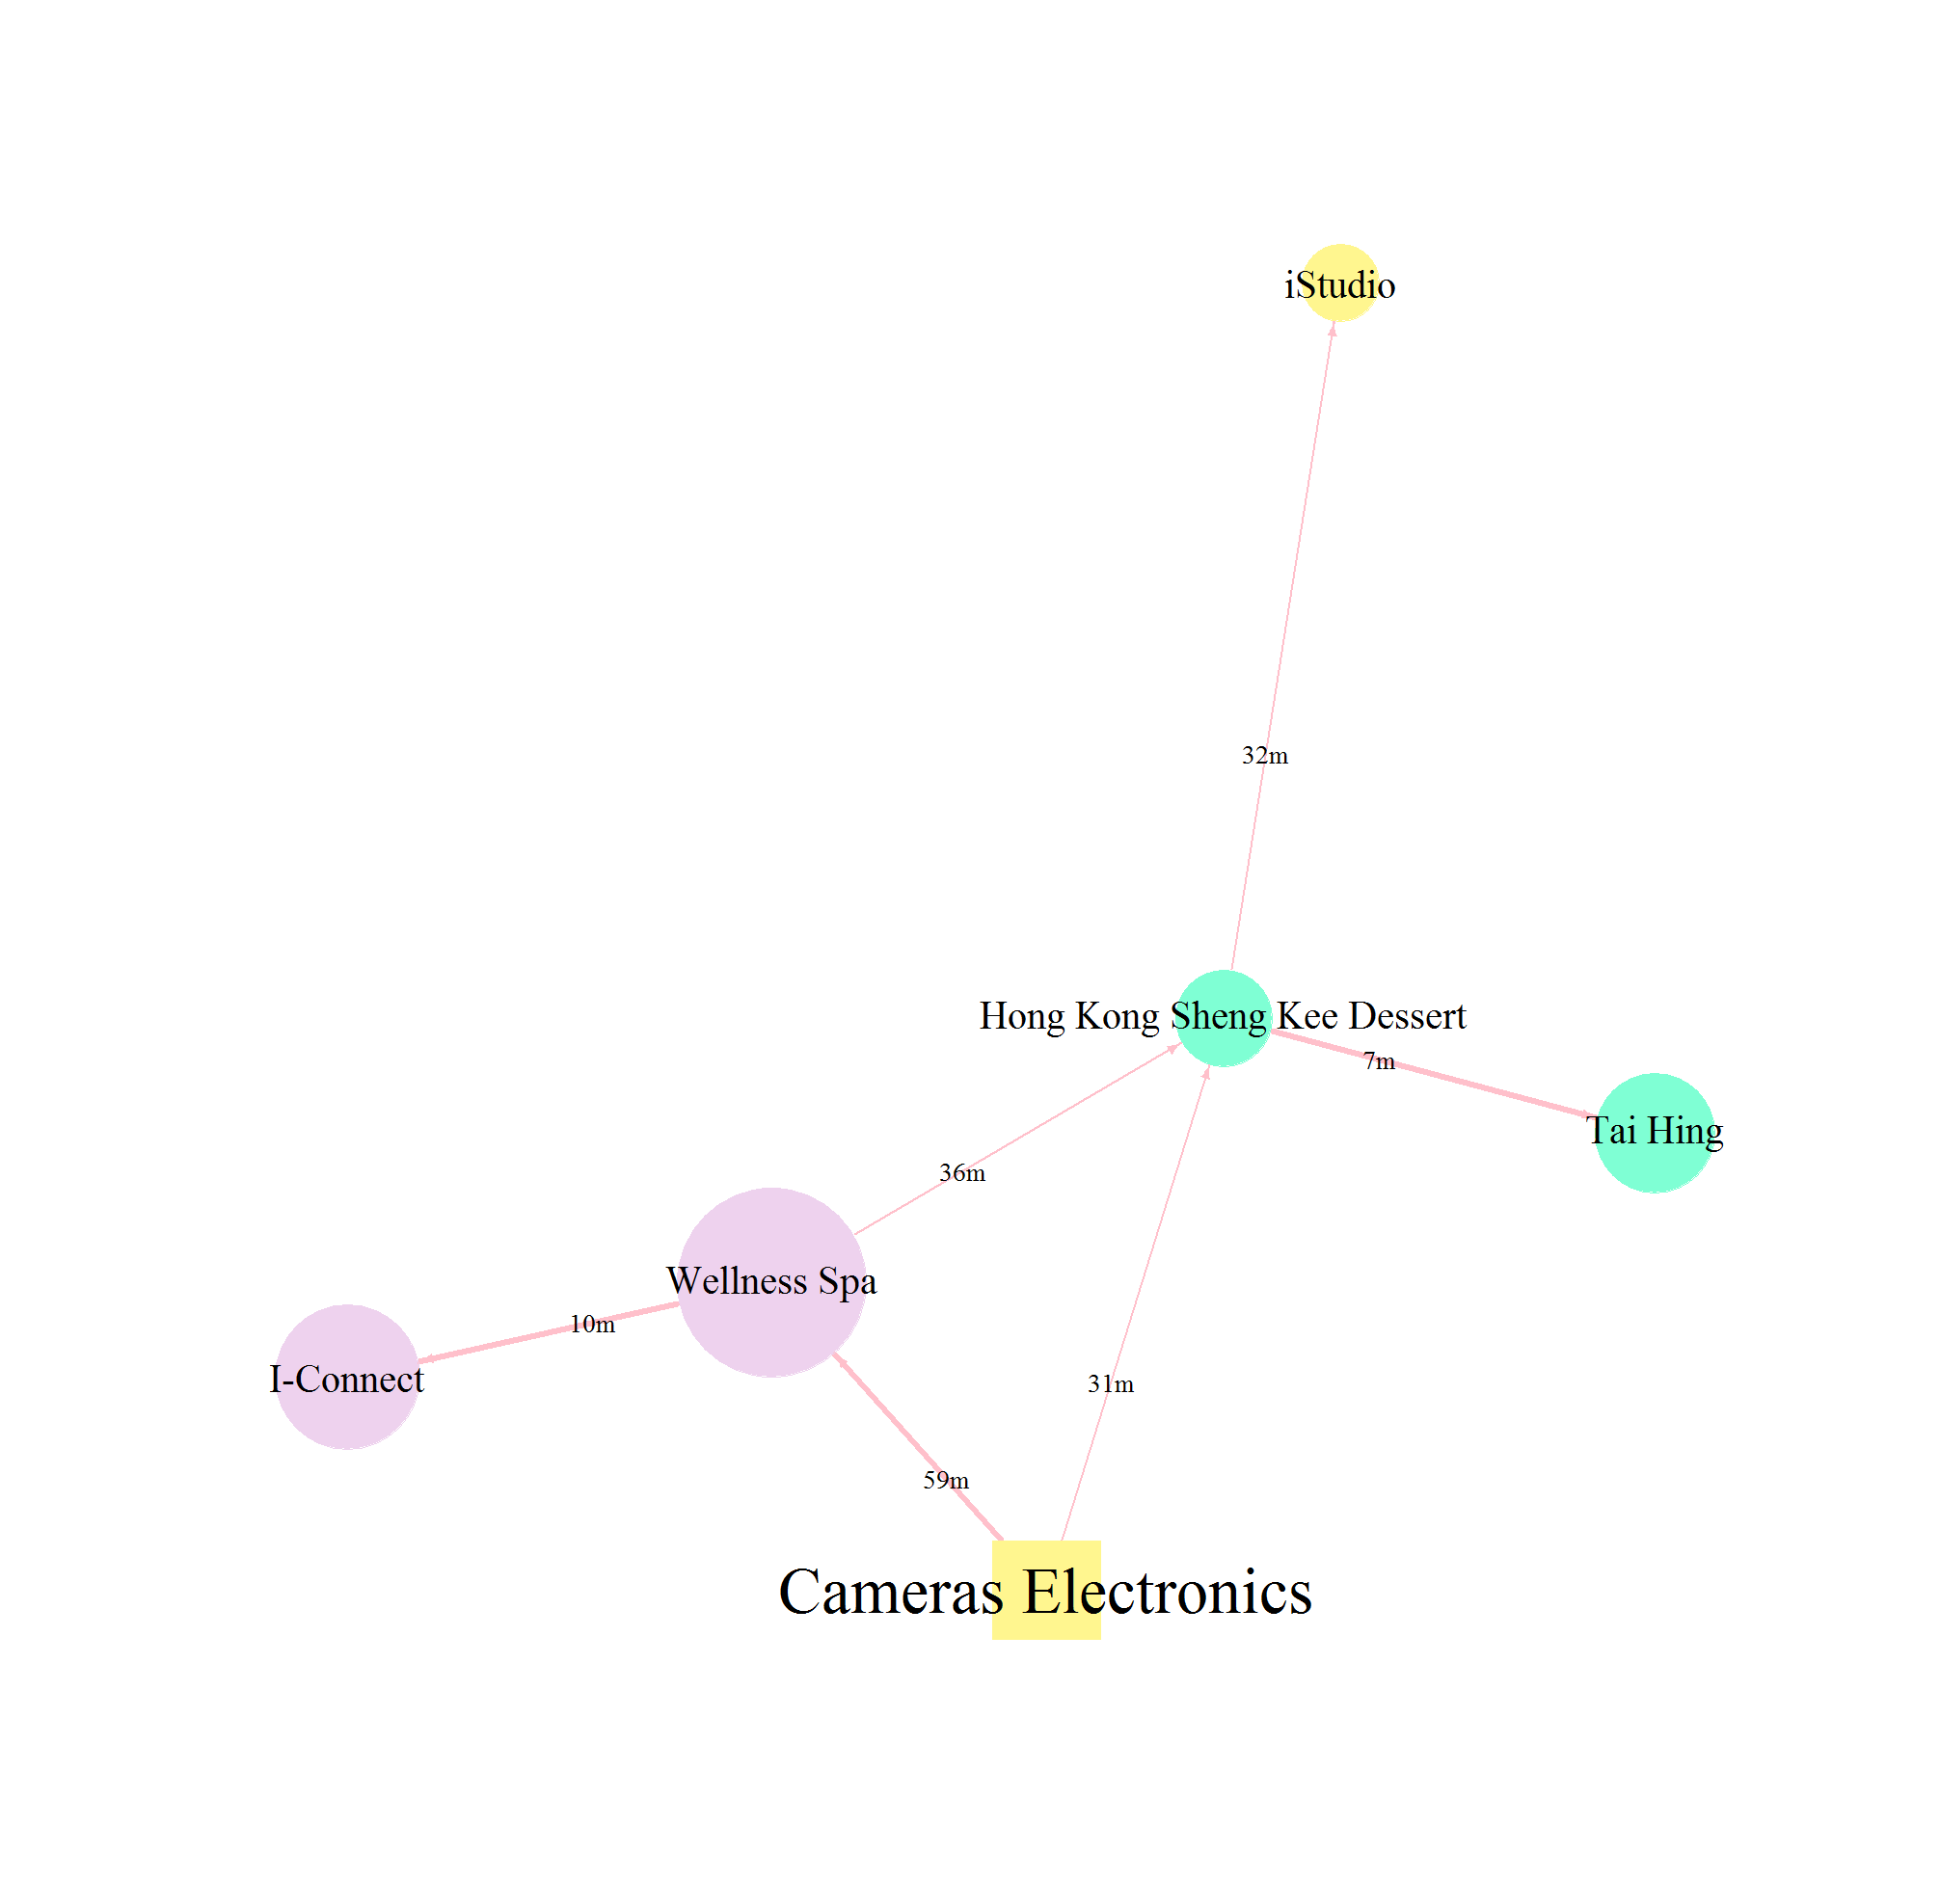 iStudio
32m
Hong Kong Sheng Kee Dessert
7m
Tai Hing
36m
Wellness Spa
10m
I-Connect
31m
59m
Cameras Electronics